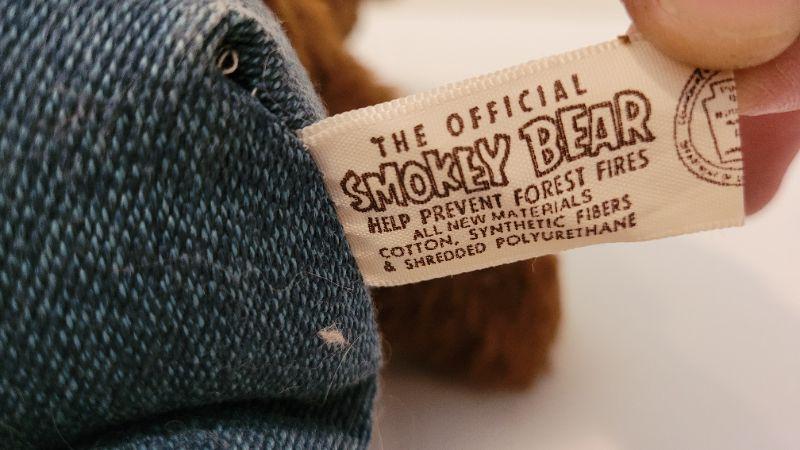 THE OFFICIAL
SMOKEY BEAR
HELP PREVENT FOREST FIRES
ALL NEW MATERIALS
COTTON, SYNTHETIC FIBERS
& SHREDDED POLYURETHANE